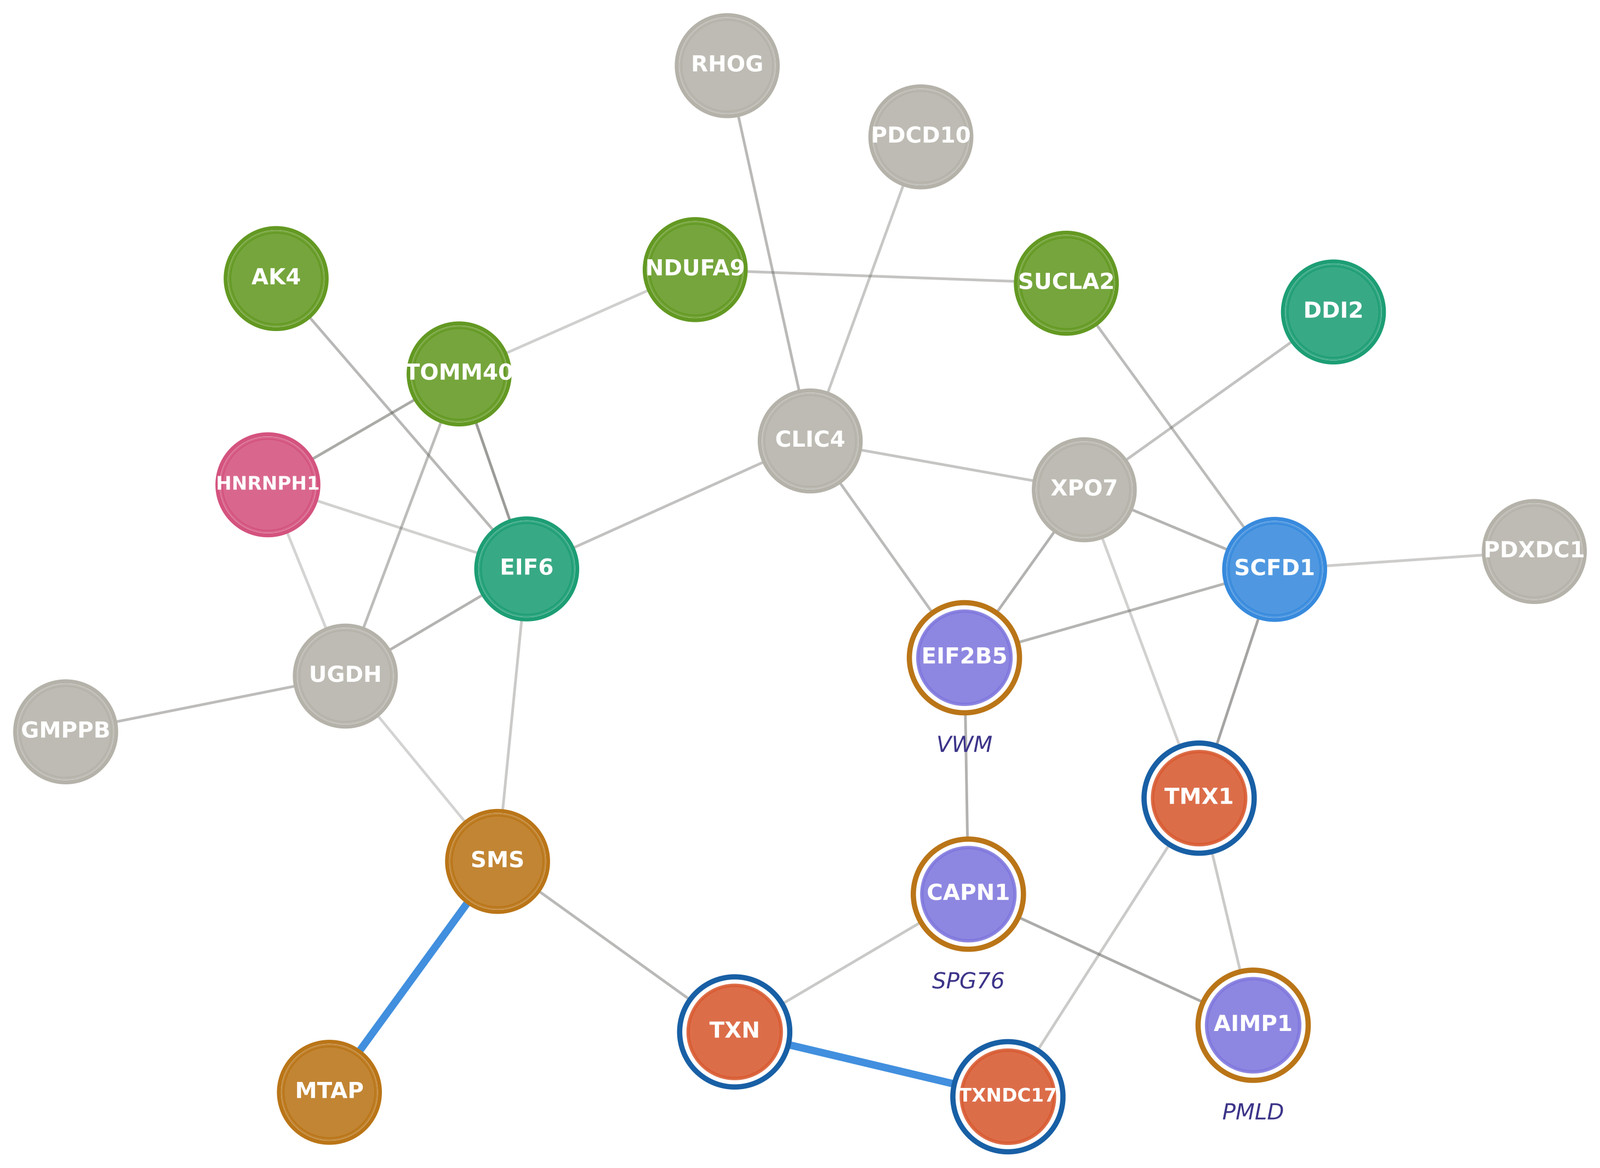 RHOG
PDCD10
NDUFA9
AK4
SUCLA2
DDI2
TOMM40
CLIC4
HNRNPH1
XPO7
PDXDC1
EIF6
SCFD1
EIF2B5
UGDH
GMPPB
VWM
TMX1
SMS
CAPN1
SPG76
AIMP1
TXN
MTAP
TXNDC17
PMLD